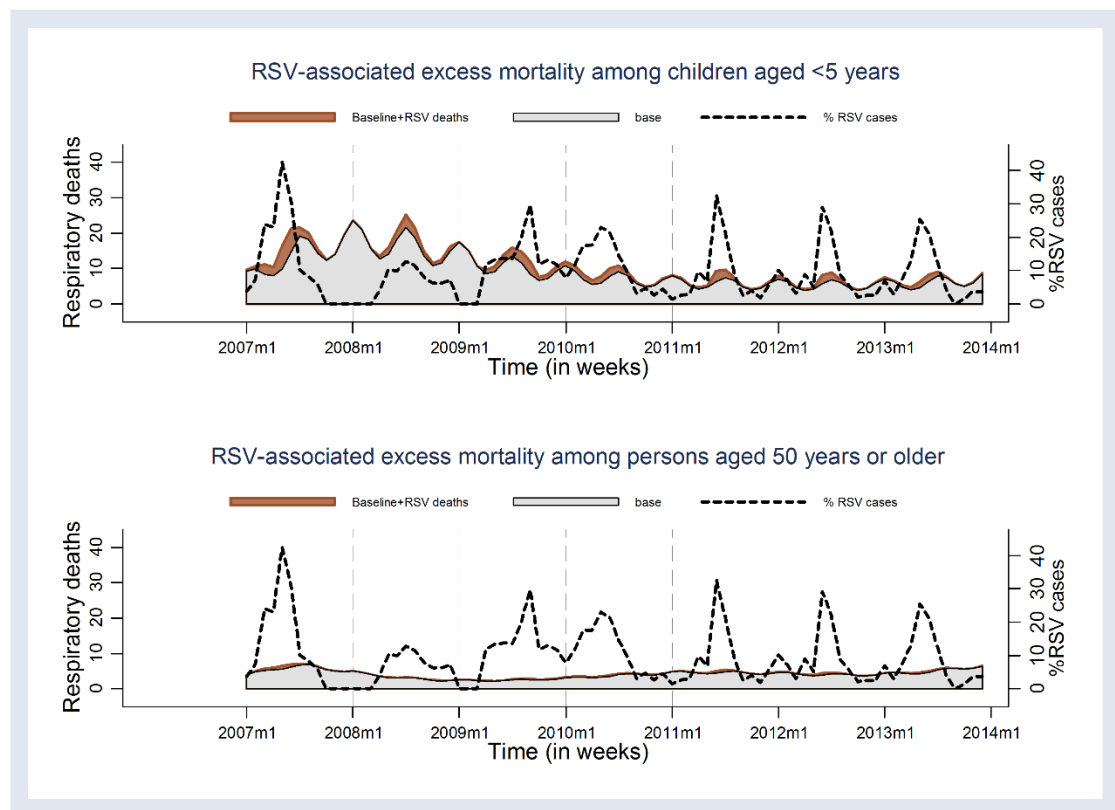 RSV-associated excess mortality among children aged <5 years
Baseline+RSV deaths base % RSV cases
Respiratory deaths
40
30
20
10
0
%RSV cases
40
30
20
10
0
2007m1 2008m1 2009m1 2010m1 2011m1 2012m1 2013m1 2014m1
Time (in weeks)
RSV-associated excess mortality among persons aged 50 years or older
Baseline+RSV deaths base % RSV cases
Respiratory deaths
40
30
20
10
0
%RSV cases
40
30
20
10
0
2007m1 2008m1 2009m1 2010m1 2011m1 2012m1 2013m1 2014m1
Time (in weeks)